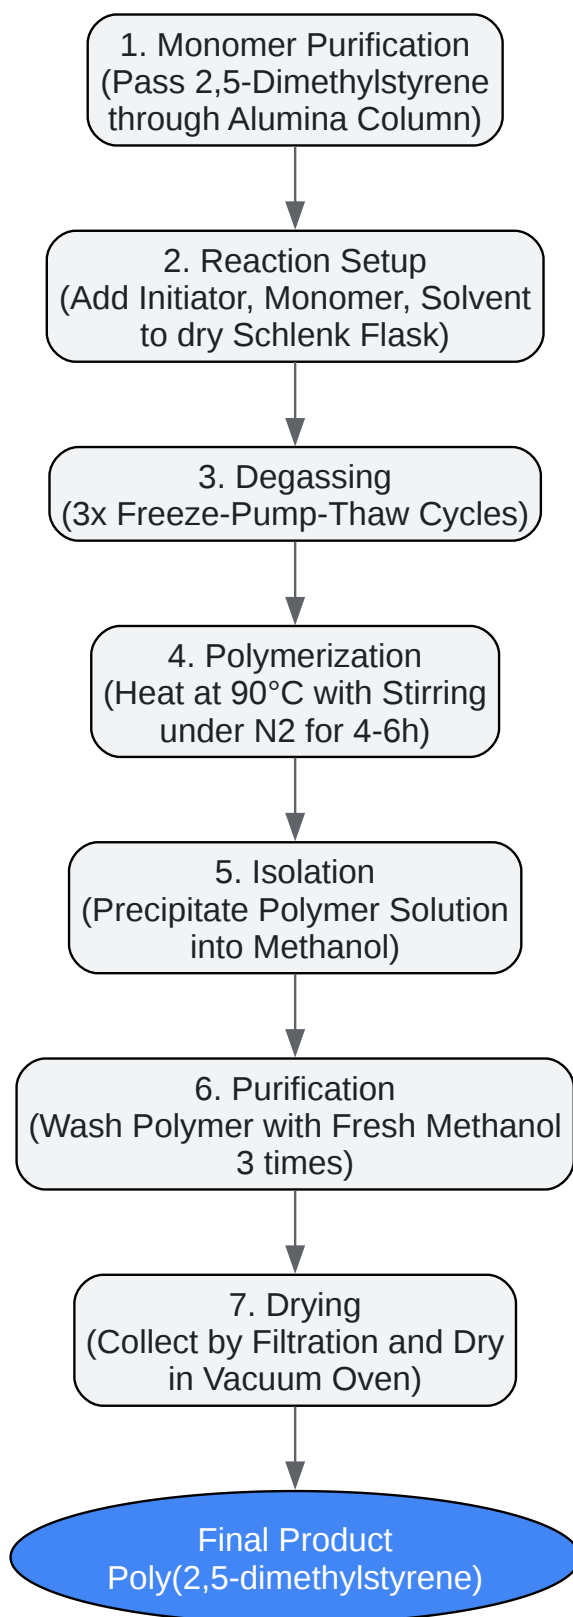 1. Monomer Purification
(Pass 2,5-Dimethylstyrene
through Alumina Column)
2. Reaction Setup
(Add Initiator, Monomer, Solvent
to dry Schlenk Flask)
3. Degassing
(3x Freeze-Pump-Thaw Cycles)
4. Polymerization
(Heat at 90°C with Stirring
under N2 for 4-6h)
5. Isolation
(Precipitate Polymer Solution
into Methanol)
6. Purification
(Wash Polymer with Fresh Methanol
3 times)
7. Drying
(Collect by Filtration and Dry
in Vacuum Oven)
Final Product
Poly(2,5-dimethylstyrene)